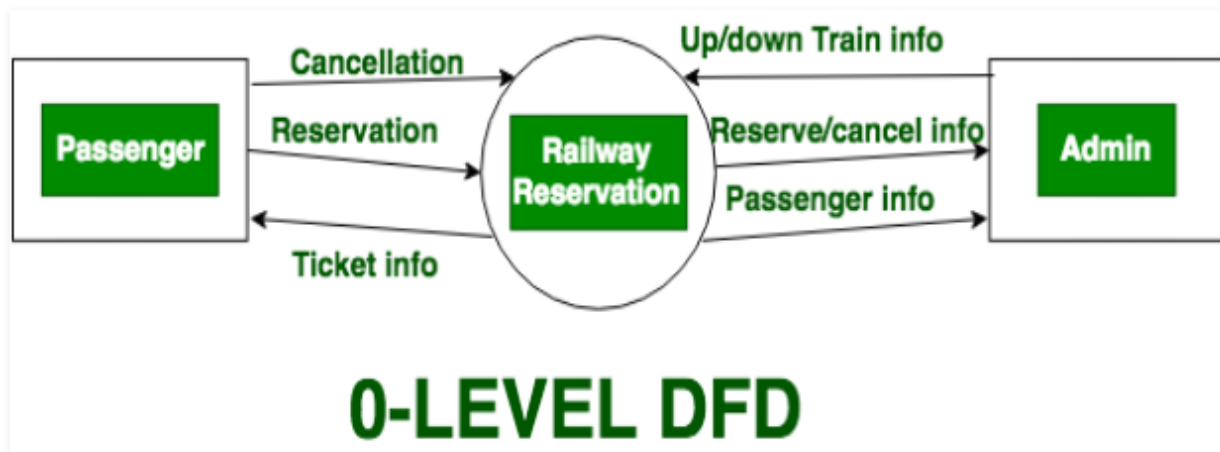 Up/down Train info
Cancellation
Reservation
Reserve/cancel info
Passenger
Railway
Reservation
Admin
Passenger info
Ticket info
0-LEVEL DFD